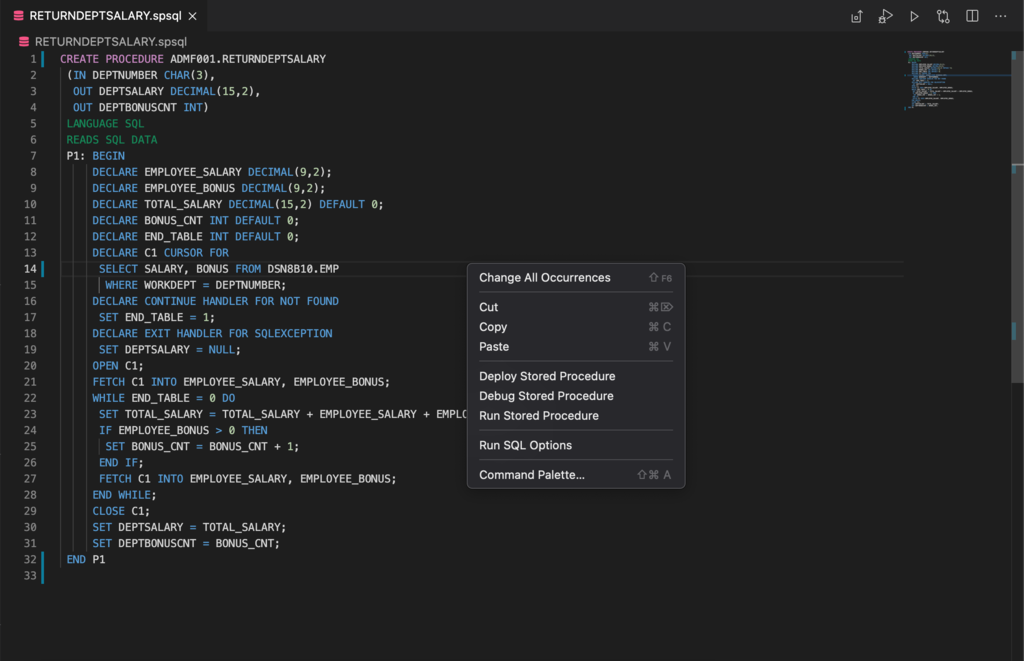 RETURNDEPTSALARY.spsql
RETURNDEPTSALARY.spsql
1 CREATE PROCEDURE ADMF001.RETURNDEPTSALARY
2 (IN DEPTNUMBER CHAR(3),
3 OUT DEPTSALARY DECIMAL(15,2),
4 OUT DEPTBONUSCNT INT)
5 LANGUAGE SQL
6 READS SQL DATA
7 P1: BEGIN
8 DECLARE EMPLOYEE_SALARY DECIMAL(9,2);
9 DECLARE EMPLOYEE_BONUS DECIMAL(9,2);
10 DECLARE TOTAL_SALARY DECIMAL(15,2) DEFAULT 0;
11 DECLARE BONUS_CNT INT DEFAULT 0;
12 DECLARE END_TABLE INT DEFAULT 0;
13 DECLARE C1 CURSOR FOR
14 SELECT SALARY, BONUS FROM DSN8B10.EMP
15 WHERE WORKDEPT = DEPTNUMBER;
16 DECLARE CONTINUE HANDLER FOR NOT FOUND
17 SET END_TABLE = 1;
18 DECLARE EXIT HANDLER FOR SQLEXCEPTION
19 SET DEPTSALARY = NULL;
20 OPEN C1;
21 FETCH C1 INTO EMPLOYEE_SALARY, EMPLOYEE_BONUS;
22 WHILE END_TABLE = 0 DO
23 SET TOTAL_SALARY = TOTAL_SALARY + EMPLOYEE_SALARY + EMPLO
24 IF EMPLOYEE_BONUS > 0 THEN
25 SET BONUS_CNT = BONUS_CNT + 1;
26 END IF;
27 FETCH C1 INTO EMPLOYEE_SALARY, EMPLOYEE_BONUS;
28 END WHILE;
29 CLOSE C1;
30 SET DEPTSALARY = TOTAL_SALARY;
31 SET DEPTBONUSCNT = BONUS_CNT;
32 END P1
33
Change All Occurrences ⇧ F6
Cut ⌘⌦
Copy ⌘ C
Paste ⌘ V
Deploy Stored Procedure
Debug Stored Procedure
Run Stored Procedure
Run SQL Options
Command Palette... ⇧⌘ A